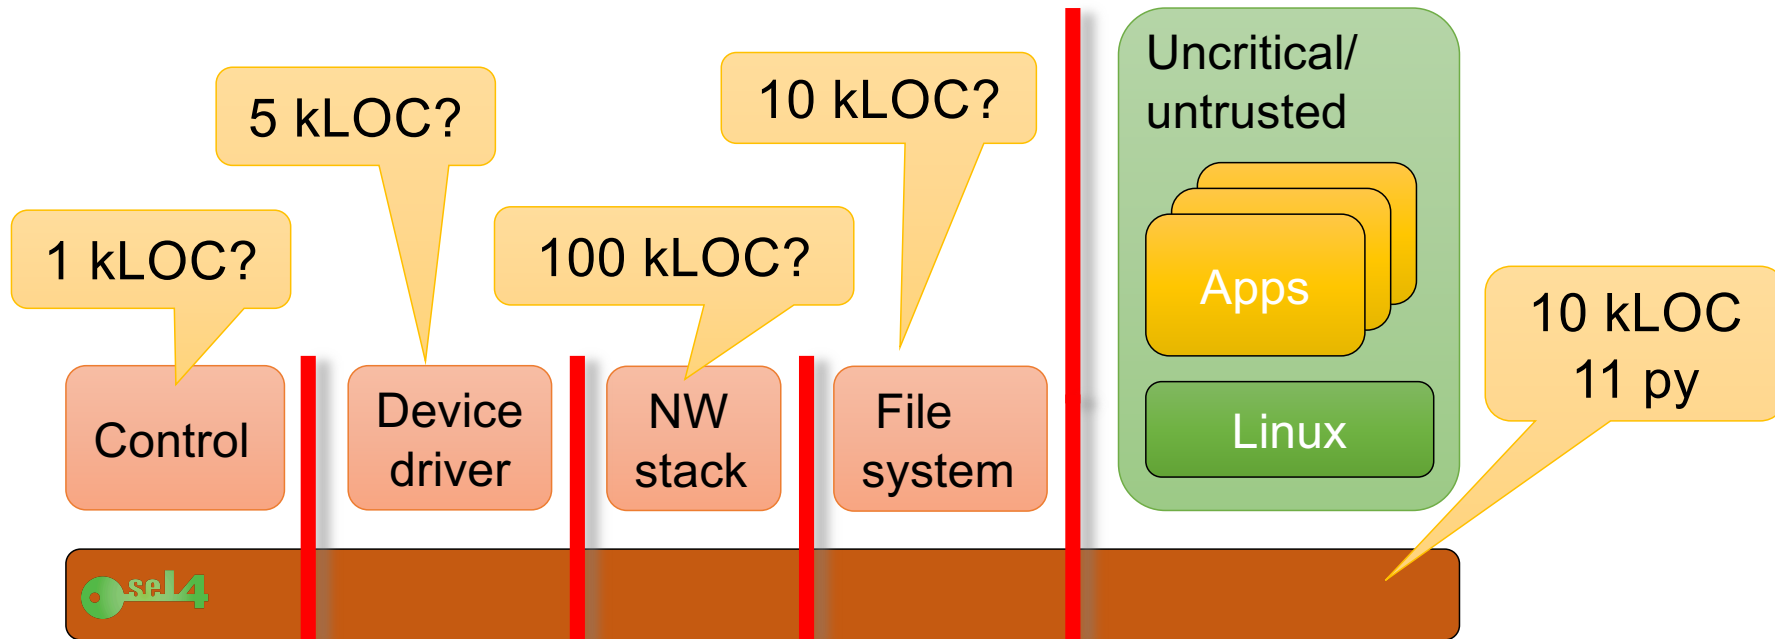 Uncritical/
untrusted
5 kLOC?
10 kLOC?
1 kLOC?
100 kLOC?
Apps
10 kLOC
11 py
Control
Device
driver
NW
stack
File
system
Linux
seL4